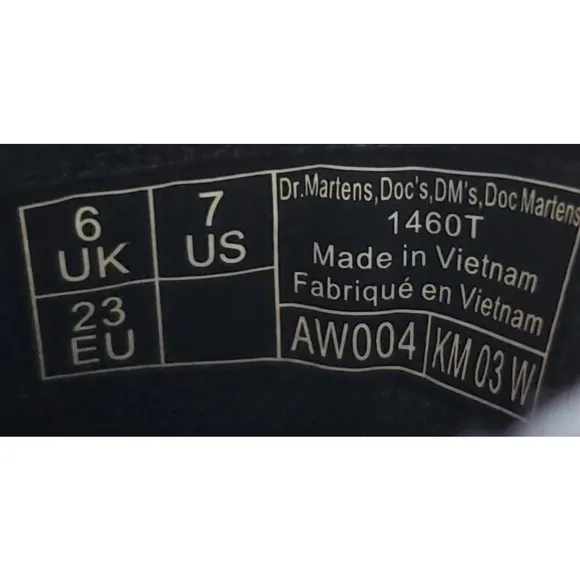 6
UK
7
US
23
EU
Dr.Martens,Doc's,DM's,Doc Martens
1460T
Made in Vietnam
Fabriqué en Vietnam
AW004
KM 03 W